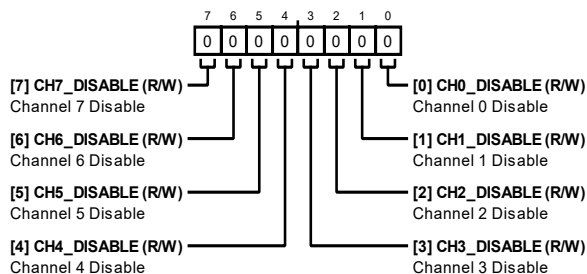 7 6 5 4 3 2 1 0
0 0 0 0 0 0 0 0
[7] CH7_DISABLE (R/W)
Channel 7 Disable
[0] CH0_DISABLE (R/W)
Channel 0 Disable
[6] CH6_DISABLE (R/W)
Channel 6 Disable
[1] CH1_DISABLE (R/W)
Channel 1 Disable
[5] CH5_DISABLE (R/W)
Channel 5 Disable
[2] CH2_DISABLE (R/W)
Channel 2 Disable
[4] CH4_DISABLE (R/W)
Channel 4 Disable
[3] CH3_DISABLE (R/W)
Channel 3 Disable